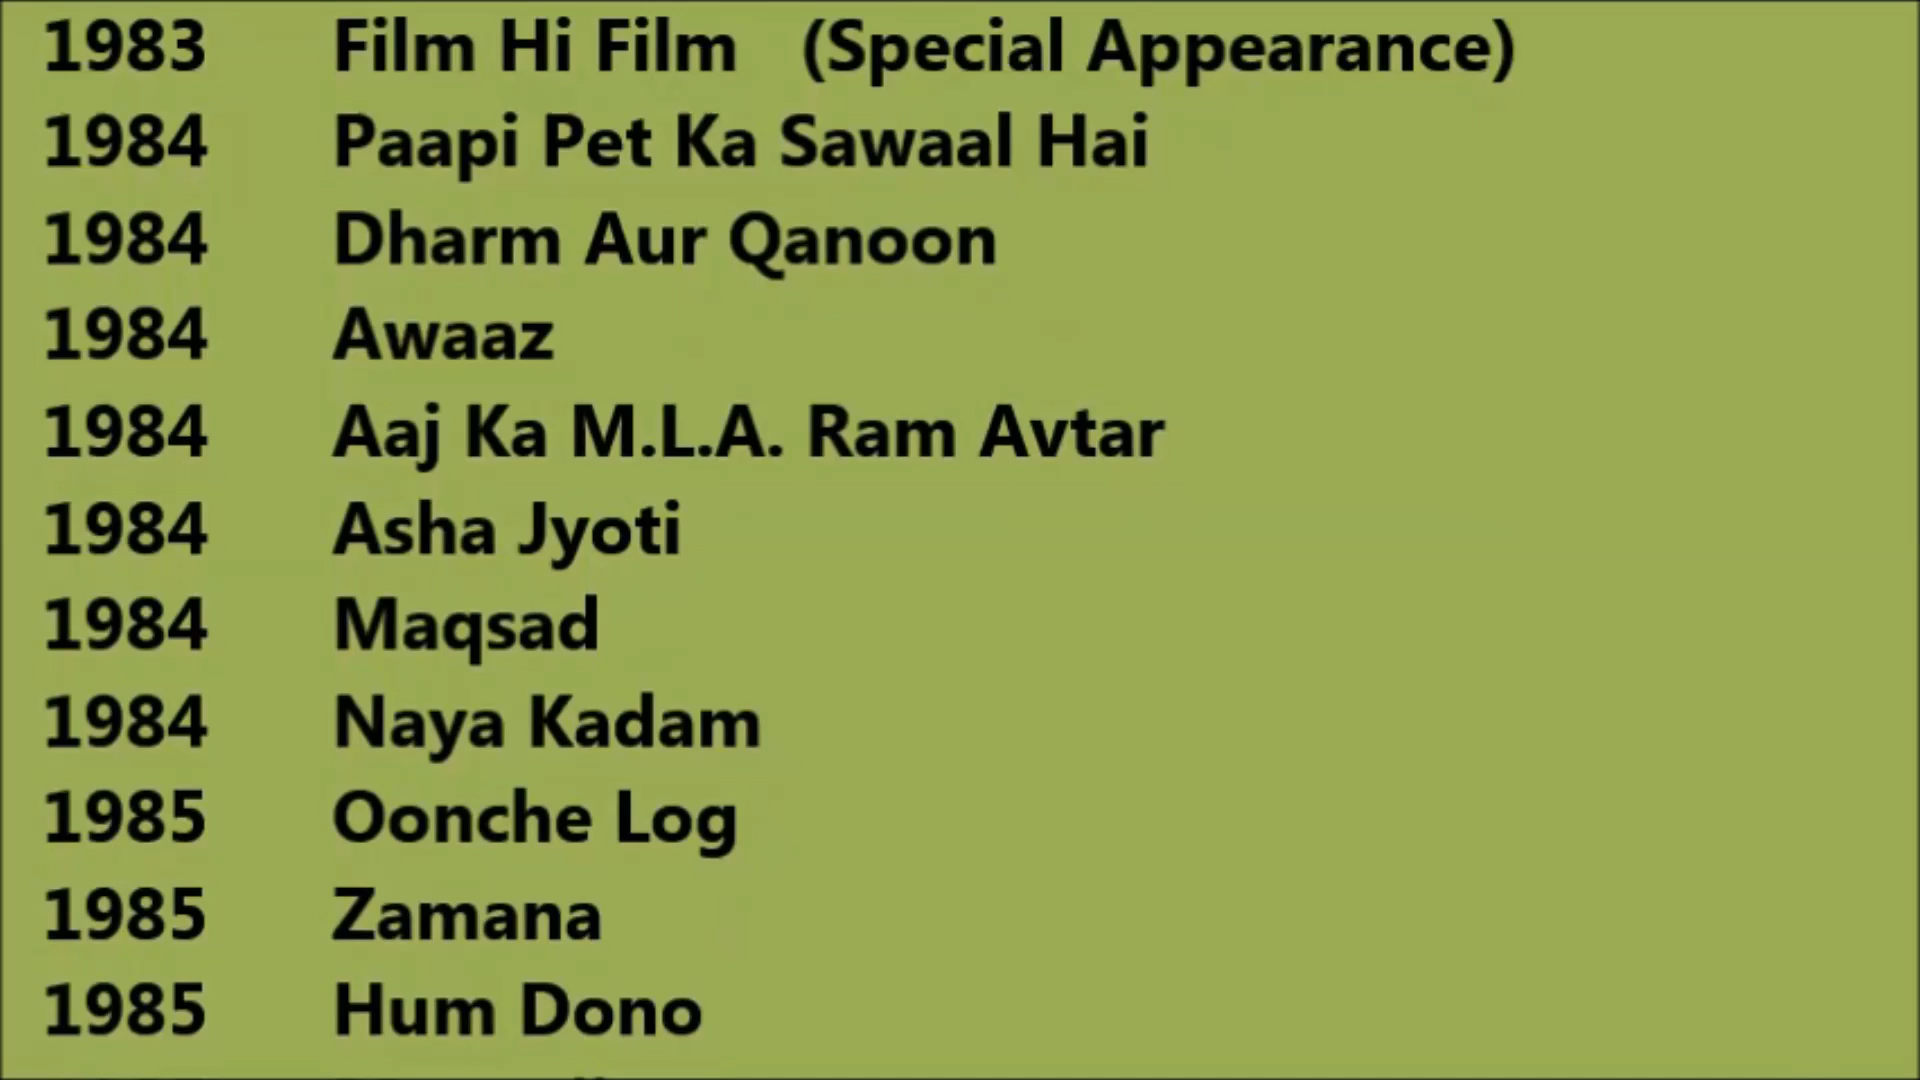 1983 Film Hi Film (Special Appearance)
1984 Paapi Pet Ka Sawaal Hai
1984 Dharm Aur Qanoon
1984 Awaaz
1984 Aaj Ka M.L.A. Ram Avtar
1984 Asha Jyoti
1984 Maqsad
1984 Naya Kadam
1985 Oonche Log
1985 Zamana
1985 Hum Dono